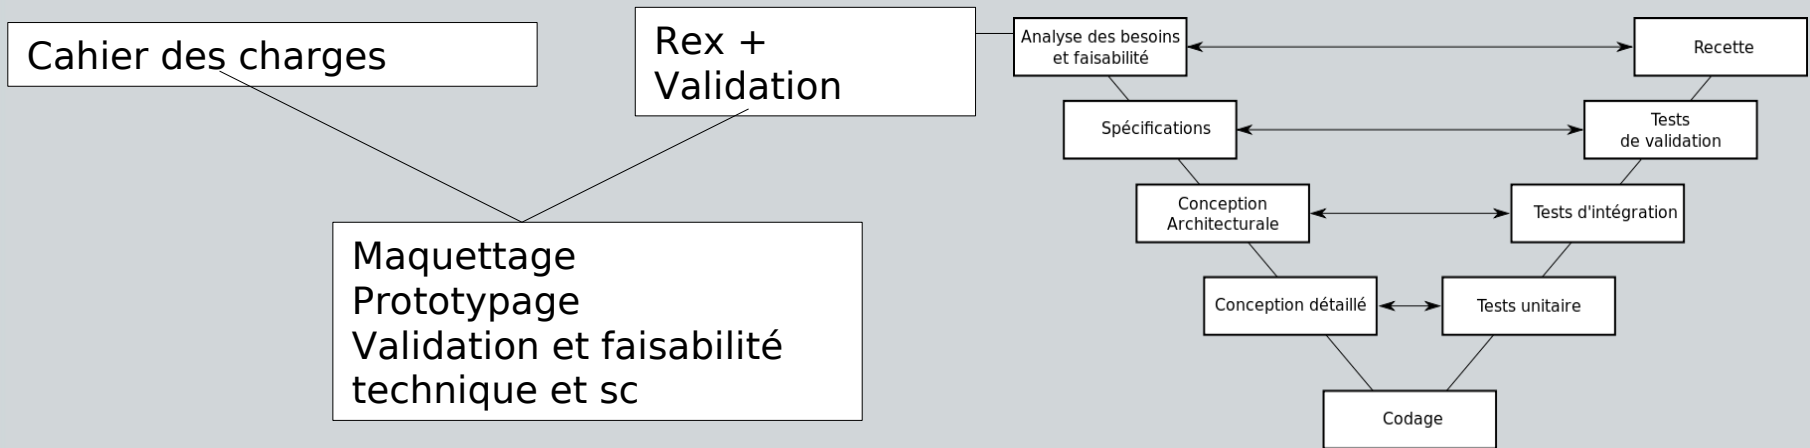 Cahier des charges
Rex +
Validation
Maquettage
Prototypage
Validation et faisabilité
technique et sc
Analyse des besoins
et faisabilité
Recette
Spécifications
Tests
de validation
Conception
Architecturale
Tests d'intégration
Conception détaillé
Tests unitaire
Codage